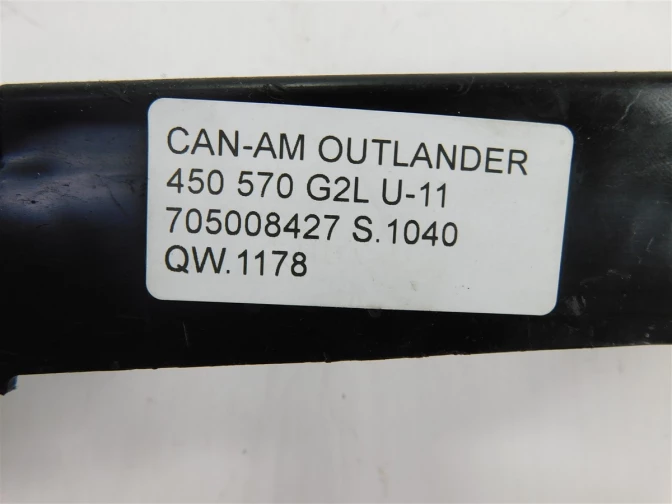 CAN-AM OUTLANDER
450 570 G2L U-11
705008427 S.1040
QW.1178